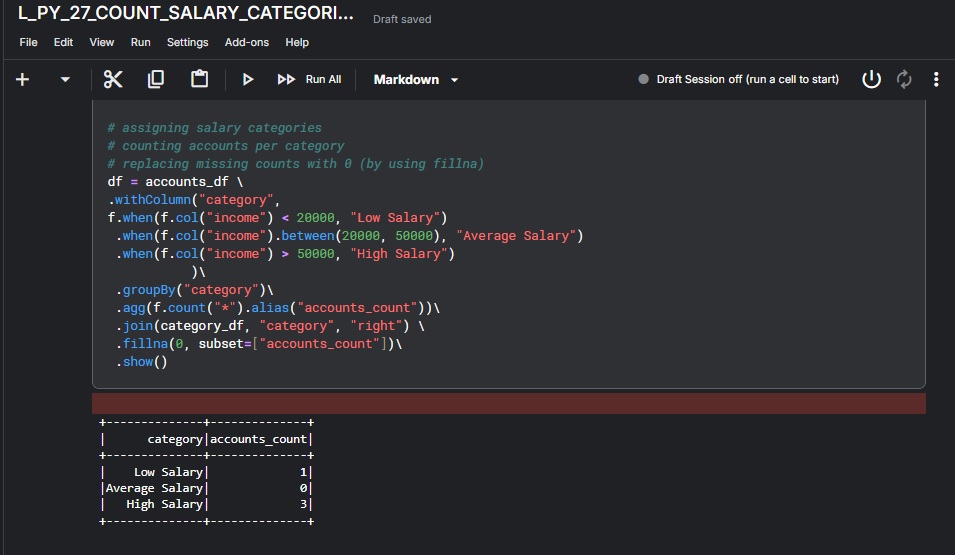 L_PY_27_COUNT_SALARY_CATEGORI...
Draft saved
File Edit View Run Settings Add-ons Help
Run All Markdown Draft Session off (run a cell to start)
# assigning salary categories
# counting accounts per category
# replacing missing counts with 0 (by using fillna)
df = accounts_df \
.withColumn("category",
f.when(f.col("income") < 20000, "Low Salary")
.when(f.col("income").between(20000, 50000), "Average Salary")
.when(f.col("income") > 50000, "High Salary")
)\
.groupBy("category")\
.agg(f.count("*").alias("accounts_count"))\
.join(category_df, "category", "right") \
.fillna(0, subset=["accounts_count"])\
.show()
+--------------+--------------+
|      category|accounts_count|
+--------------+--------------+
|    Low Salary|             1|
|Average Salary|             0|
|   High Salary|             3|
+--------------+--------------+